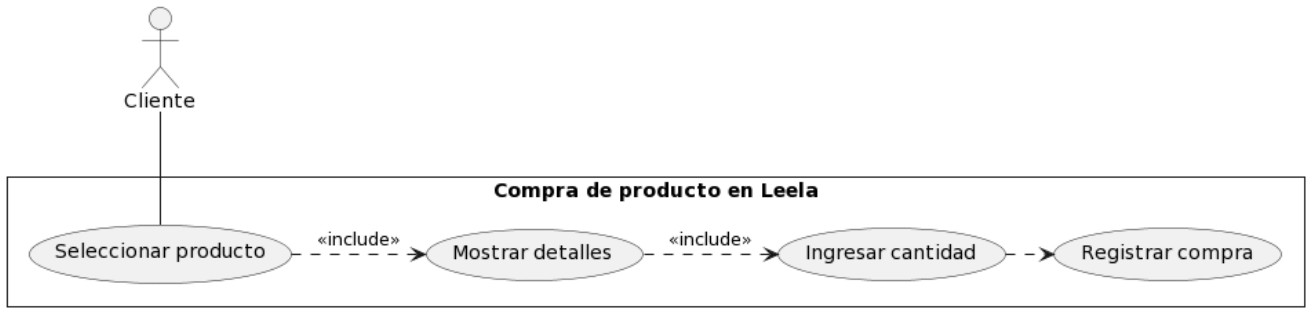 Cliente
Compra de producto en Leela
Seleccionar producto
«include»
Mostrar detalles
«include»
Ingresar cantidad
Registrar compra